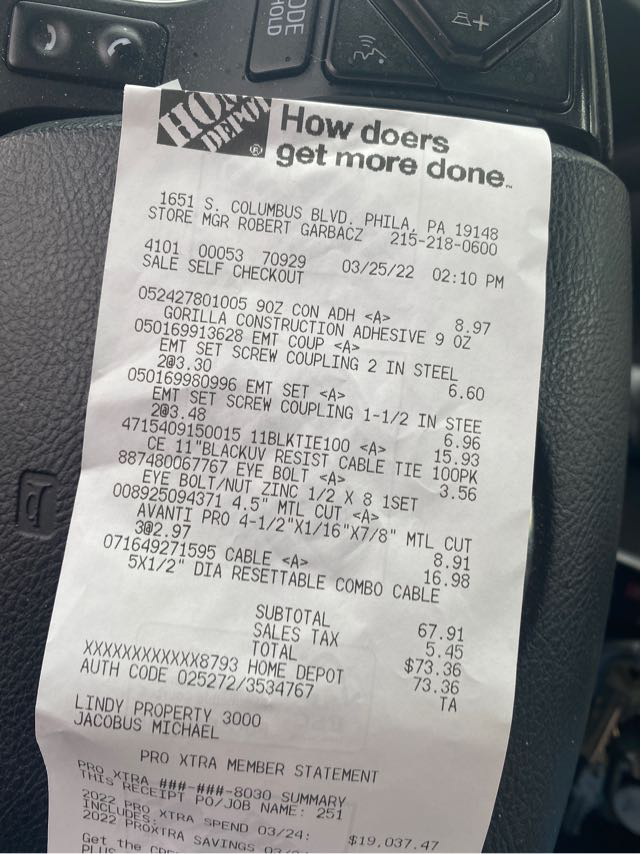 MODE
HOLD
THE HOME DEPOT
How doers
get more done.
1651 S. COLUMBUS BLVD. PHILA, PA 19148
STORE MGR ROBERT GARBACZ 215-218-0600
4101 00053 70929 03/25/22 02:10 PM
SALE SELF CHECKOUT
052427801005 9OZ CON ADH <A> 8.97
GORILLA CONSTRUCTION ADHESIVE 9 OZ
050169913628 EMT COUP <A>
EMT SET SCREW COUPLING 2 IN STEEL
2@3.30 6.60
050169980996 EMT SET <A>
EMT SET SCREW COUPLING 1-1/2 IN STEE
2@3.48 6.96
4715409150015 11BLKTIE100 <A> 15.93
CE 11"BLACKUV RESIST CABLE TIE 100PK
887480067767 EYE BOLT <A> 3.56
EYE BOLT/NUT ZINC 1/2 X 8 1SET
008925094371 4.5" MTL CUT <A>
AVANTI PRO 4-1/2"X1/16"X7/8" MTL CUT
3@2.97 8.91
071649271595 CABLE <A> 16.98
5X1/2" DIA RESETTABLE COMBO CABLE
SUBTOTAL 67.91
SALES TAX 5.45
TOTAL $73.36
XXXXXXXXXXXX8793 HOME DEPOT 73.36
AUTH CODE 025272/3534767 TA
LINDY PROPERTY 3000
JACOBUS MICHAEL
PRO XTRA MEMBER STATEMENT
PRO XTRA ###-###-8030 SUMMARY
THIS RECEIPT PO/JOB NAME: 251
2022 PRO XTRA SPEND 03/24: $19,037.47
INCLUDES:
2022 PROXTRA SAVINGS
Get the
PLUS